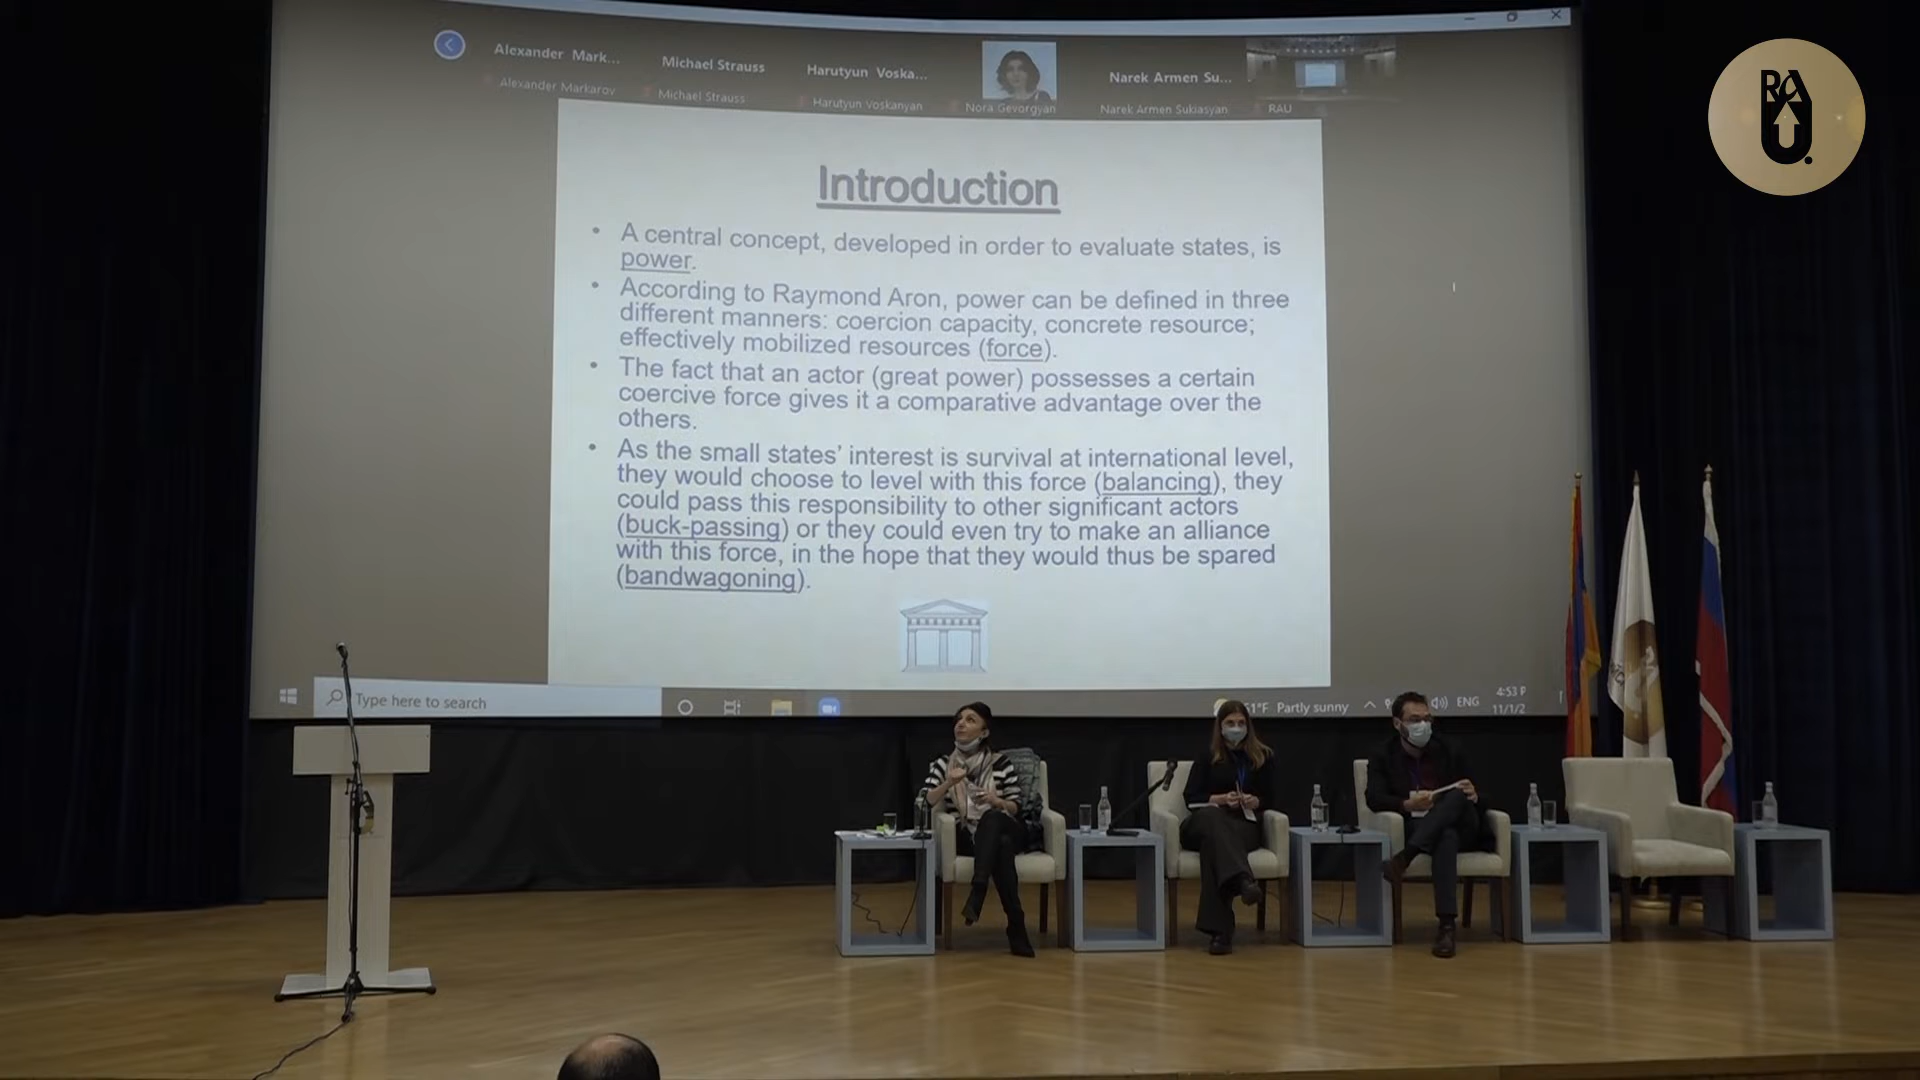 Alexander Mark...
Michael Strauss
Harutyun Voska...
Narek Armen Su...
Alexander Markarov
Michael Strauss
Harutyun Voskanyan
Nora Gevorgyan
Narek Armen Sukiasyan
RAU
RAU
Introduction
• A central concept, developed in order to evaluate states, is
power.
• According to Raymond Aron, power can be defined in three
different manners: coercion capacity, concrete resource;
effectively mobilized resources (force).
• The fact that an actor (great power) possesses a certain
coercive force gives it a comparative advantage over the
others.
• As the small states’ interest is survival at international level,
they would choose to level with this force (balancing), they
could pass this responsibility to other significant actors
(buck-passing) or they could even try to make an alliance
with this force, in the hope that they would thus be spared
(bandwagoning).
Type here to search
1°F Partly sunny
ENG
4:53 P
11/1/2